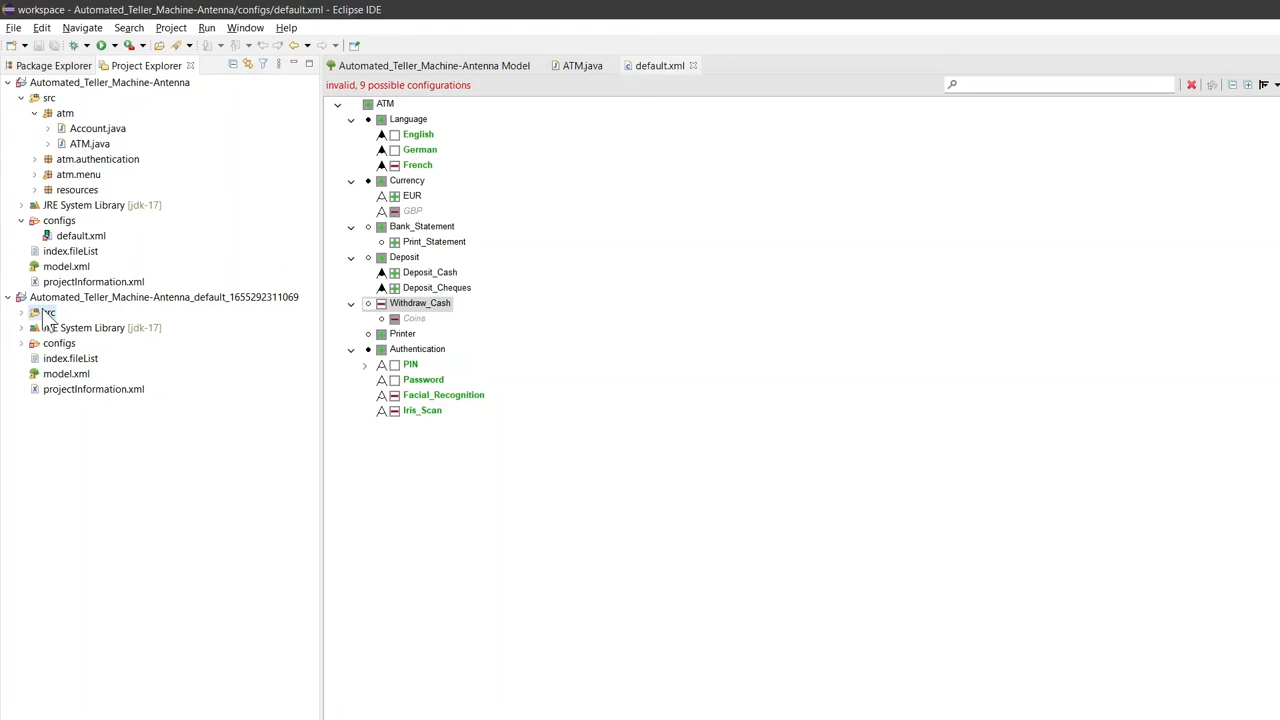 workspace - Automated_Teller_Machine-Antenna/configs/default.xml - Eclipse IDE
File Edit Navigate Search Project Run Window Help
Package Explorer Project Explorer
Automated_Teller_Machine-Antenna Model ATM.java default.xml
Automated_Teller_Machine-Antenna
src
atm
Account.java
ATM.java
atm.authentication
atm.menu
resources
JRE System Library [jdk-17]
configs
default.xml
index.fileList
model.xml
projectInformation.xml
Automated_Teller_Machine-Antenna_default_1655292311069
System Library [jdk-17]
configs
index.fileList
model.xml
projectInformation.xml
invalid, 9 possible configurations
ATM
Language
English
German
French
Currency
EUR
GBP
Bank_Statement
Print_Statement
Deposit
Deposit_Cash
Deposit_Cheques
Withdraw_Cash
Coins
Printer
Authentication
PIN
Password
Facial_Recognition
Iris_Scan